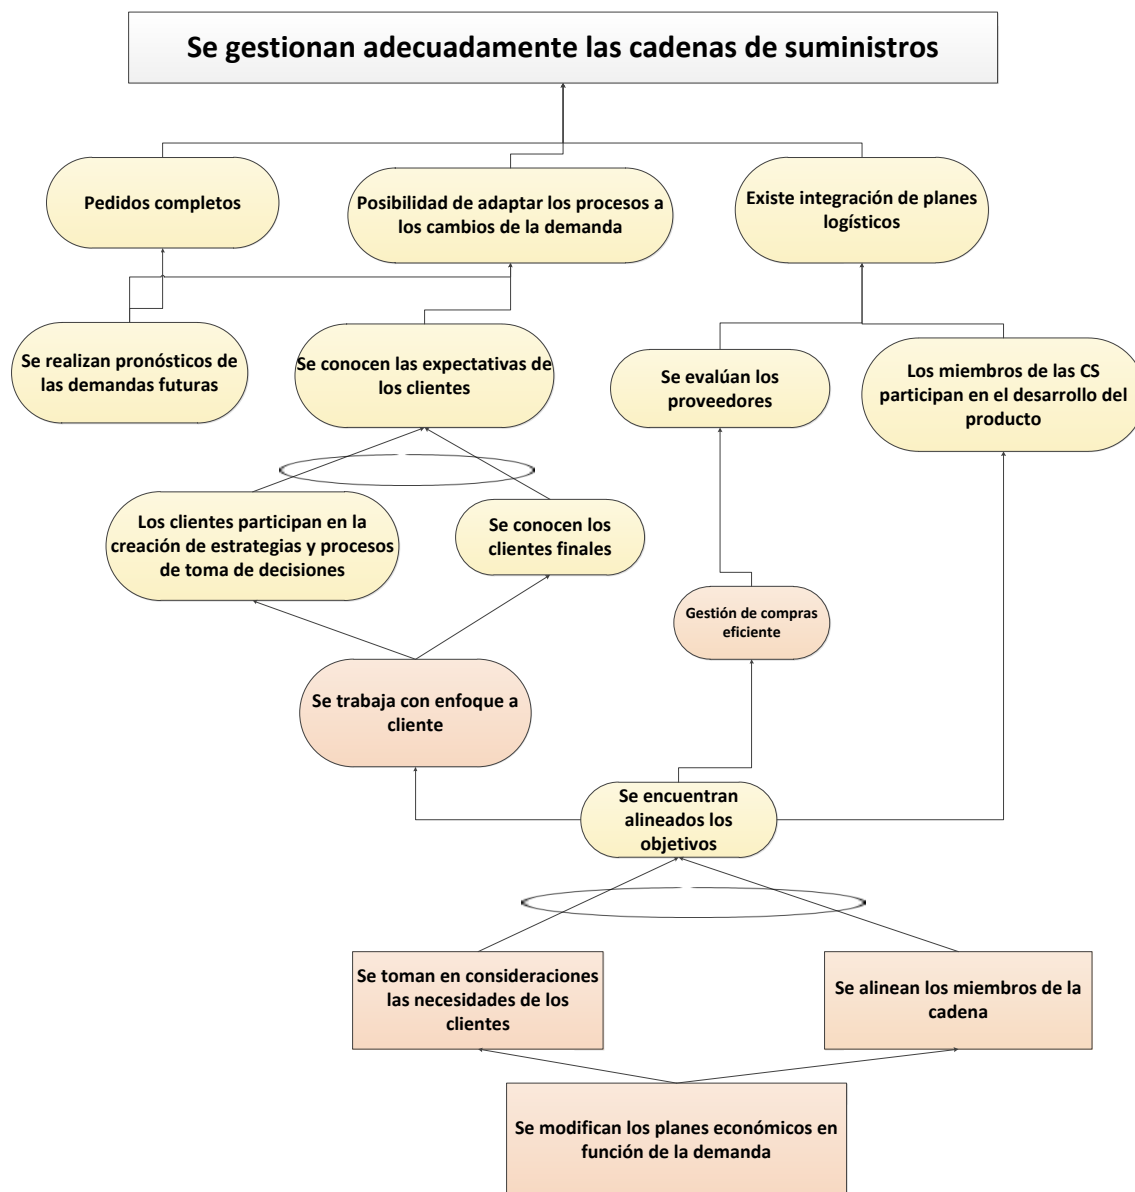 Se gestionan adecuadamente las cadenas de suministros
Pedidos completos
Posibilidad de adaptar los procesos a
los cambios de la demanda
Existe integración de planes
logísticos
Se realizan pronósticos de
las demandas futuras
Se conocen las expectativas de
los clientes
Se evalúan los
proveedores
Los miembros de las CS
participan en el desarrollo del
producto
Los clientes participan en la
creación de estrategias y procesos
de toma de decisiones
Se conocen los
clientes finales
Gestión de compras
eficiente
Se trabaja con enfoque a
cliente
Se encuentran
alineados los
objetivos
Se toman en consideraciones
las necesidades de los
clientes
Se alinean los miembros de la
cadena
Se modifican los planes económicos en
función de la demanda